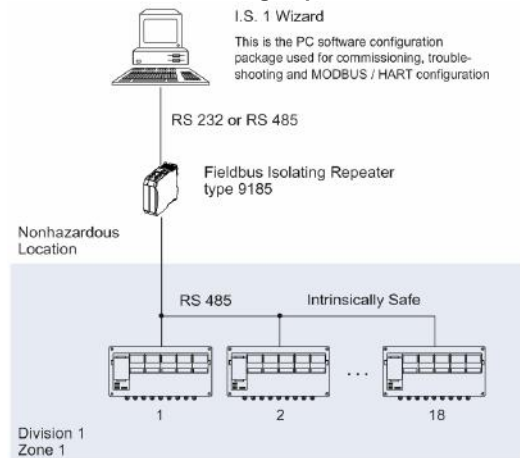 I.S. 1 Wizard
This is the PC software configuration
package used for commissioning, trouble-
shooting and MODBUS / HART configuration
RS 232 or RS 485
Fieldbus Isolating Repeater
type 9185
Nonhazardous
Location
RS 485
Intrinsically Safe
. . .
1
2
18
Division 1
Zone 1